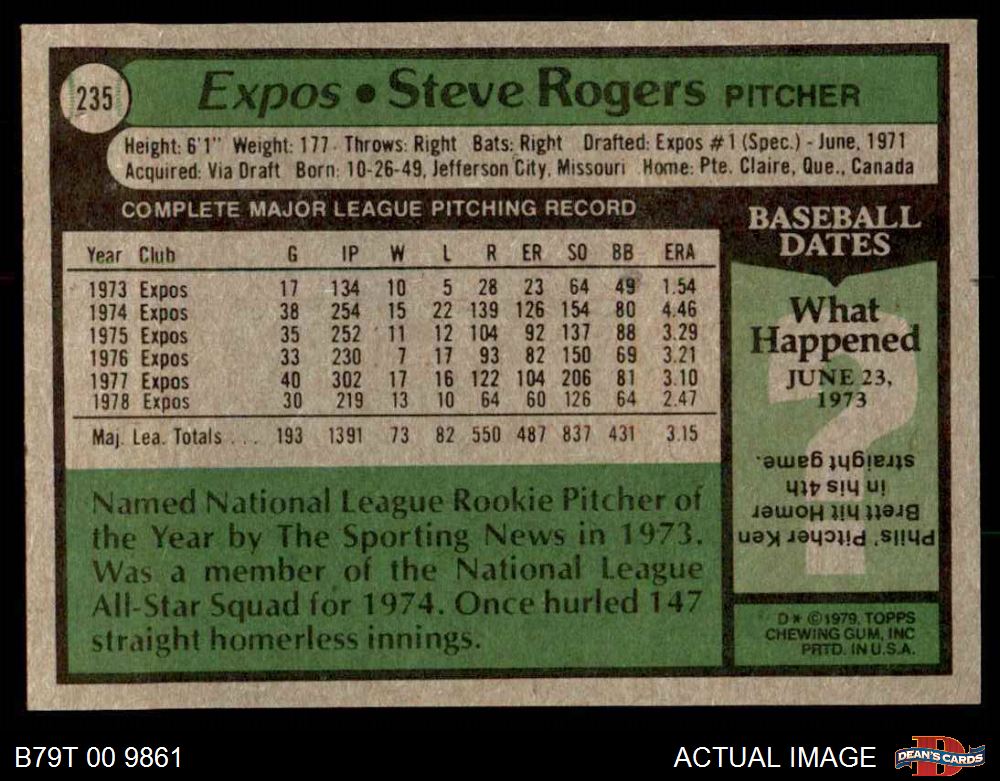 235
Expos • Steve Rogers PITCHER
Height: 6'1" Weight: 177 Throws: Right Bats: Right Drafted: Expos #1 (Spec.) - June, 1971
Acquired: Via Draft Born: 10-26-49, Jefferson City, Missouri Home: Pte. Claire, Que., Canada
COMPLETE MAJOR LEAGUE PITCHING RECORD
Year Club G IP W L R ER SO BB ERA
1973 Expos 17 134 10 5 28 23 64 49 1.54
1974 Expos 38 254 15 22 139 126 154 80 4.46
1975 Expos 35 252 11 12 104 92 137 88 3.29
1976 Expos 33 230 7 17 93 82 150 69 3.21
1977 Expos 40 302 17 16 122 104 206 81 3.10
1978 Expos 30 219 13 10 64 60 126 64 2.47
Maj. Lea. Totals . . . 193 1391 73 82 550 487 837 431 3.15
Named National League Rookie Pitcher of
the Year by The Sporting News in 1973.
Was a member of the National League
All-Star Squad for 1974. Once hurled 147
straight homerless innings.
BASEBALL
DATES
What
Happened
JUNE 23,
1973
?
Phils' Pitcher Ken
Brett hit Homer
in his 4th
straight game.
D* ©1979, TOPPS
CHEWING GUM, INC
PRTD. IN U.S.A.
B79T 00 9861
ACTUAL IMAGE
D
DEAN'S CARDS